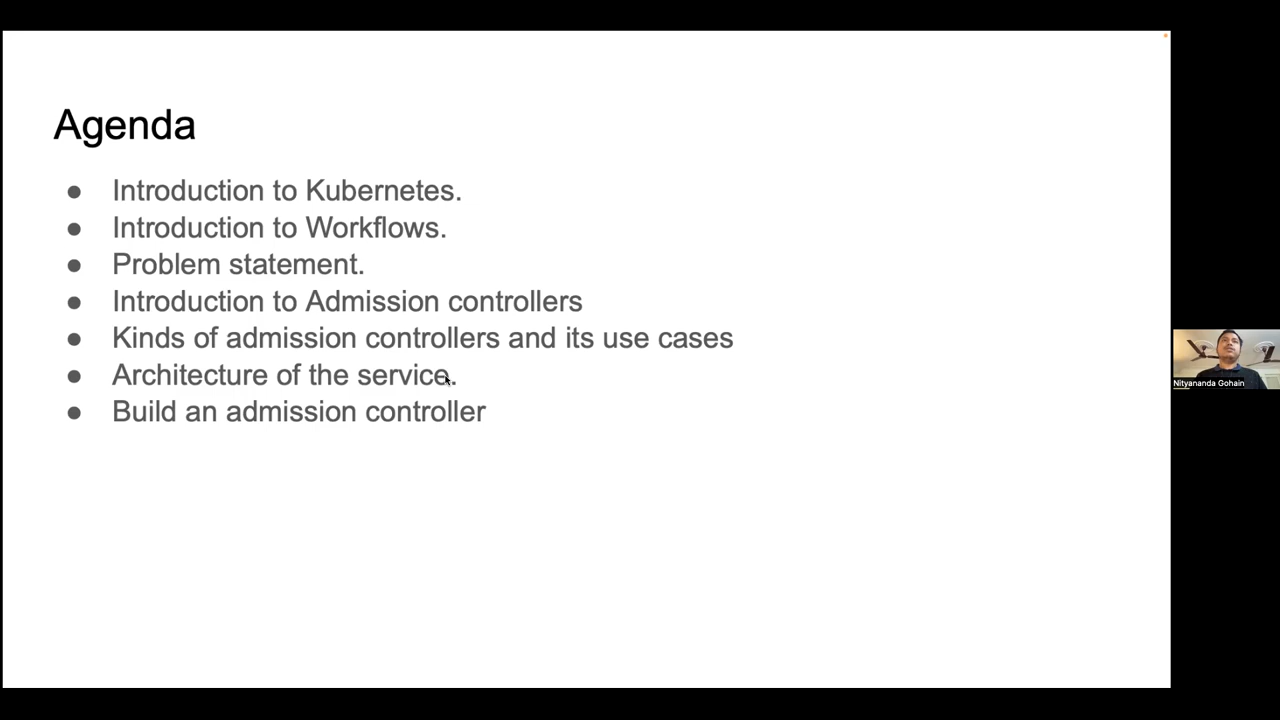 Agenda
● Introduction to Kubernetes.
● Introduction to Workflows.
● Problem statement.
● Introduction to Admission controllers
● Kinds of admission controllers and its use cases
● Architecture of the service.
● Build an admission controller
Nityananda Gohain